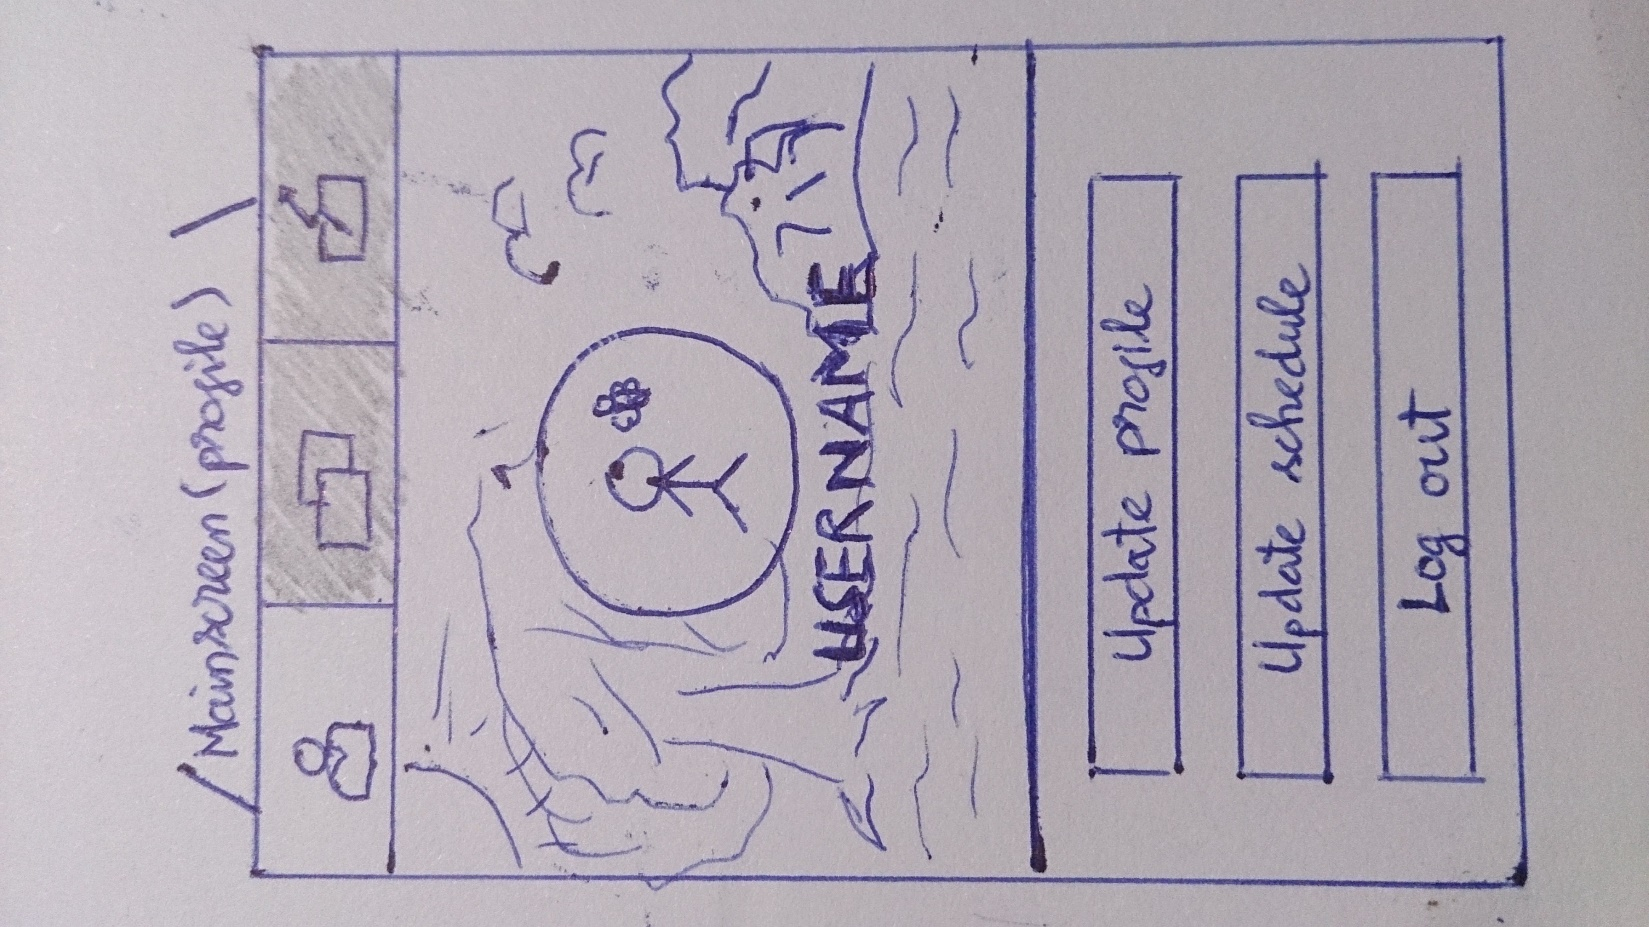 Mainscreen (profile)
USERNAME
Update profile
Update schedule
Log out